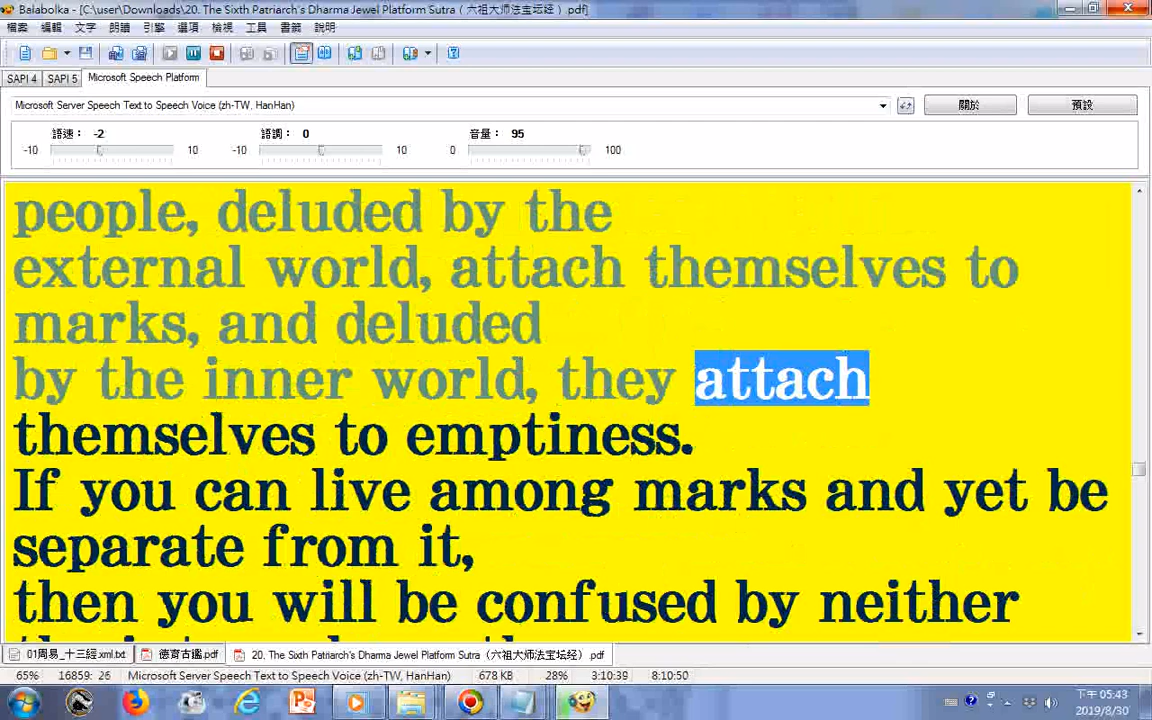 Balabolka - [C:\user\Downloads\20. The Sixth Patriarch's Dharma Jewel Platform Sutra（六祖大师法宝坛经）.pdf]
檔案 編輯 文字 朗讀 引擎 選項 檢視 工具 書籤 說明
SAPI 4 SAPI 5 Microsoft Speech Platform
Microsoft Server Speech Text to Speech Voice (zh-TW, HanHan) 關於 預設
語速： -2 語調： 0 音量： 95
-10 10 -10 10 0 100
people, deluded by the
external world, attach themselves to
marks, and deluded
by the inner world, they attach
themselves to emptiness.
If you can live among marks and yet be
separate from it,
then you will be confused by neither
01周易_十三經.xml.txt 德育古鑑.pdf 20. The Sixth Patriarch's Dharma Jewel Platform Sutra（六祖大师法宝坛经）.pdf
65% 16859: 26 Microsoft Server Speech Text to Speech Voice (zh-TW, HanHan) 678 KB 28% 3:10:39 8:10:50
下午 05:43
2019/8/30